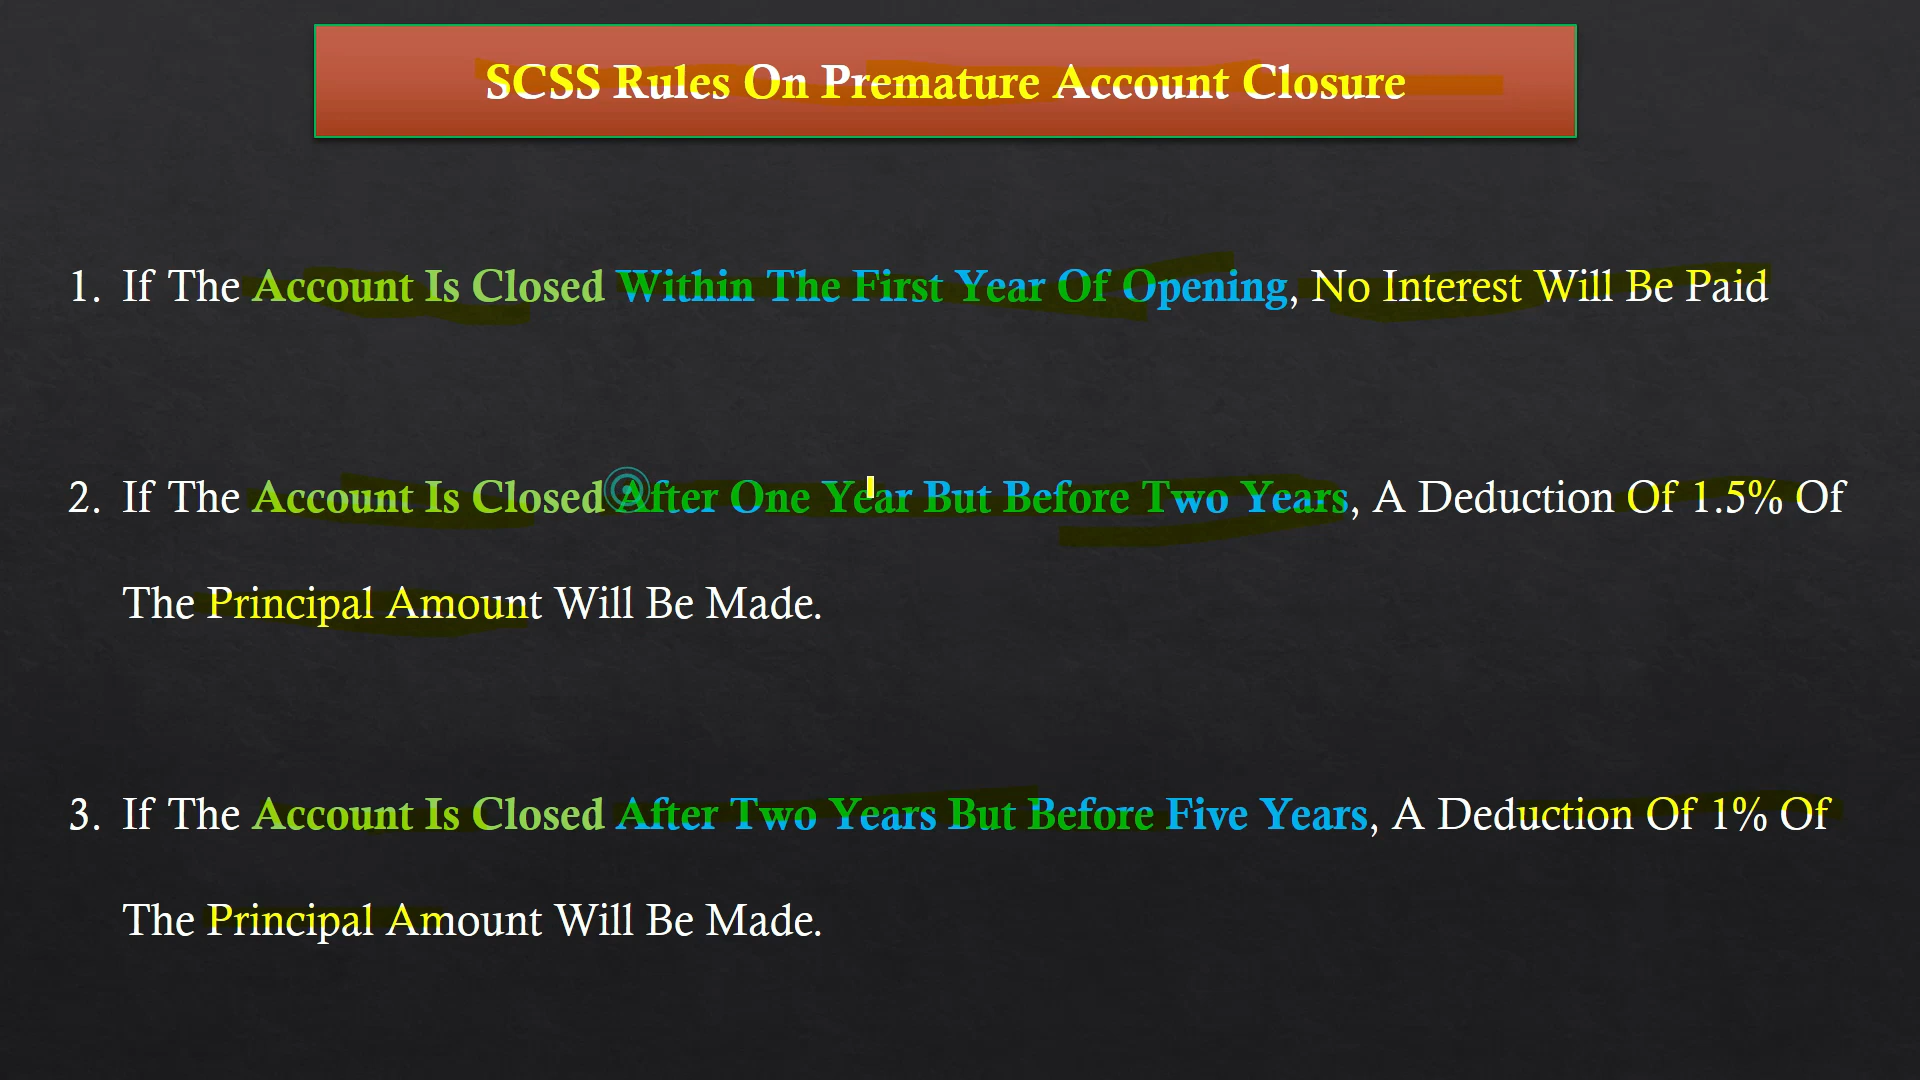 SCSS Rules On Premature Account Closure
1. If The Account Is Closed Within The First Year Of Opening, No Interest Will Be Paid
2. If The Account Is Closed After One Year But Before Two Years, A Deduction Of 1.5% Of
The Principal Amount Will Be Made.
3. If The Account Is Closed After Two Years But Before Five Years, A Deduction Of 1% Of
The Principal Amount Will Be Made.